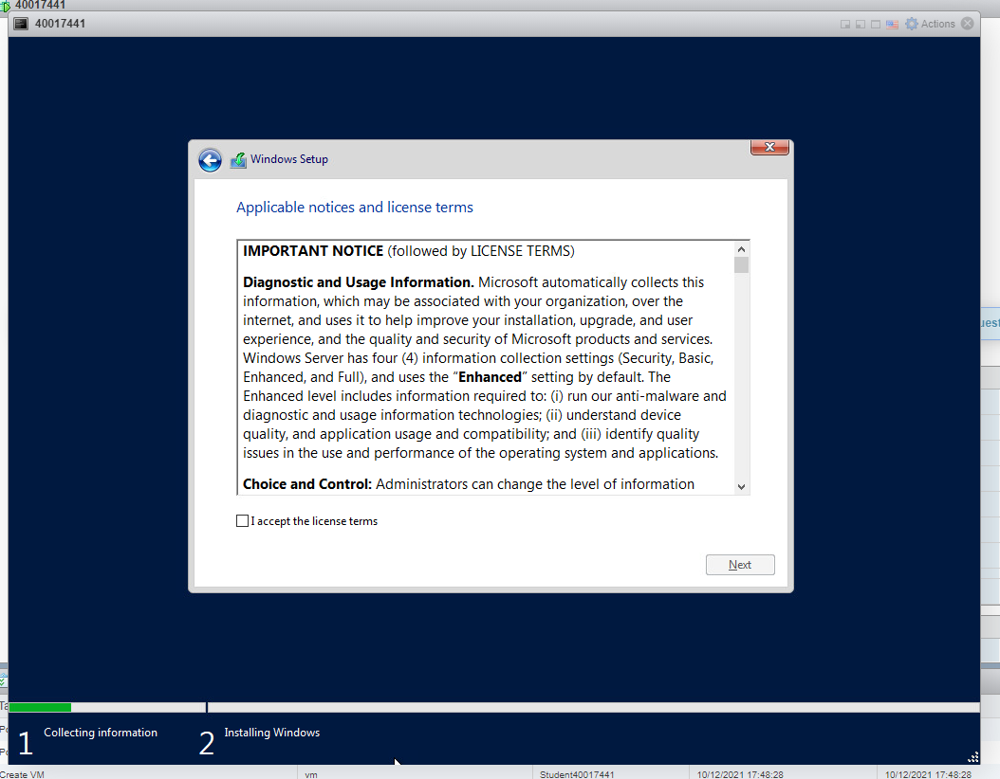 40017441
40017441
Actions
Windows Setup
Applicable notices and license terms
IMPORTANT NOTICE (followed by LICENSE TERMS)
Diagnostic and Usage Information. Microsoft automatically collects this
information, which may be associated with your organization, over the
internet, and uses it to help improve your installation, upgrade, and user
experience, and the quality and security of Microsoft products and services.
Windows Server has four (4) information collection settings (Security, Basic,
Enhanced, and Full), and uses the “Enhanced” setting by default. The
Enhanced level includes information required to: (i) run our anti-malware and
diagnostic and usage information technologies; (ii) understand device
quality, and application usage and compatibility; and (iii) identify quality
issues in the use and performance of the operating system and applications.
Choice and Control: Administrators can change the level of information
I accept the license terms
Next
1 Collecting information
2 Installing Windows
Create VM vm Student40017441 10/12/2021 17:48:28 10/12/2021 17:48:28